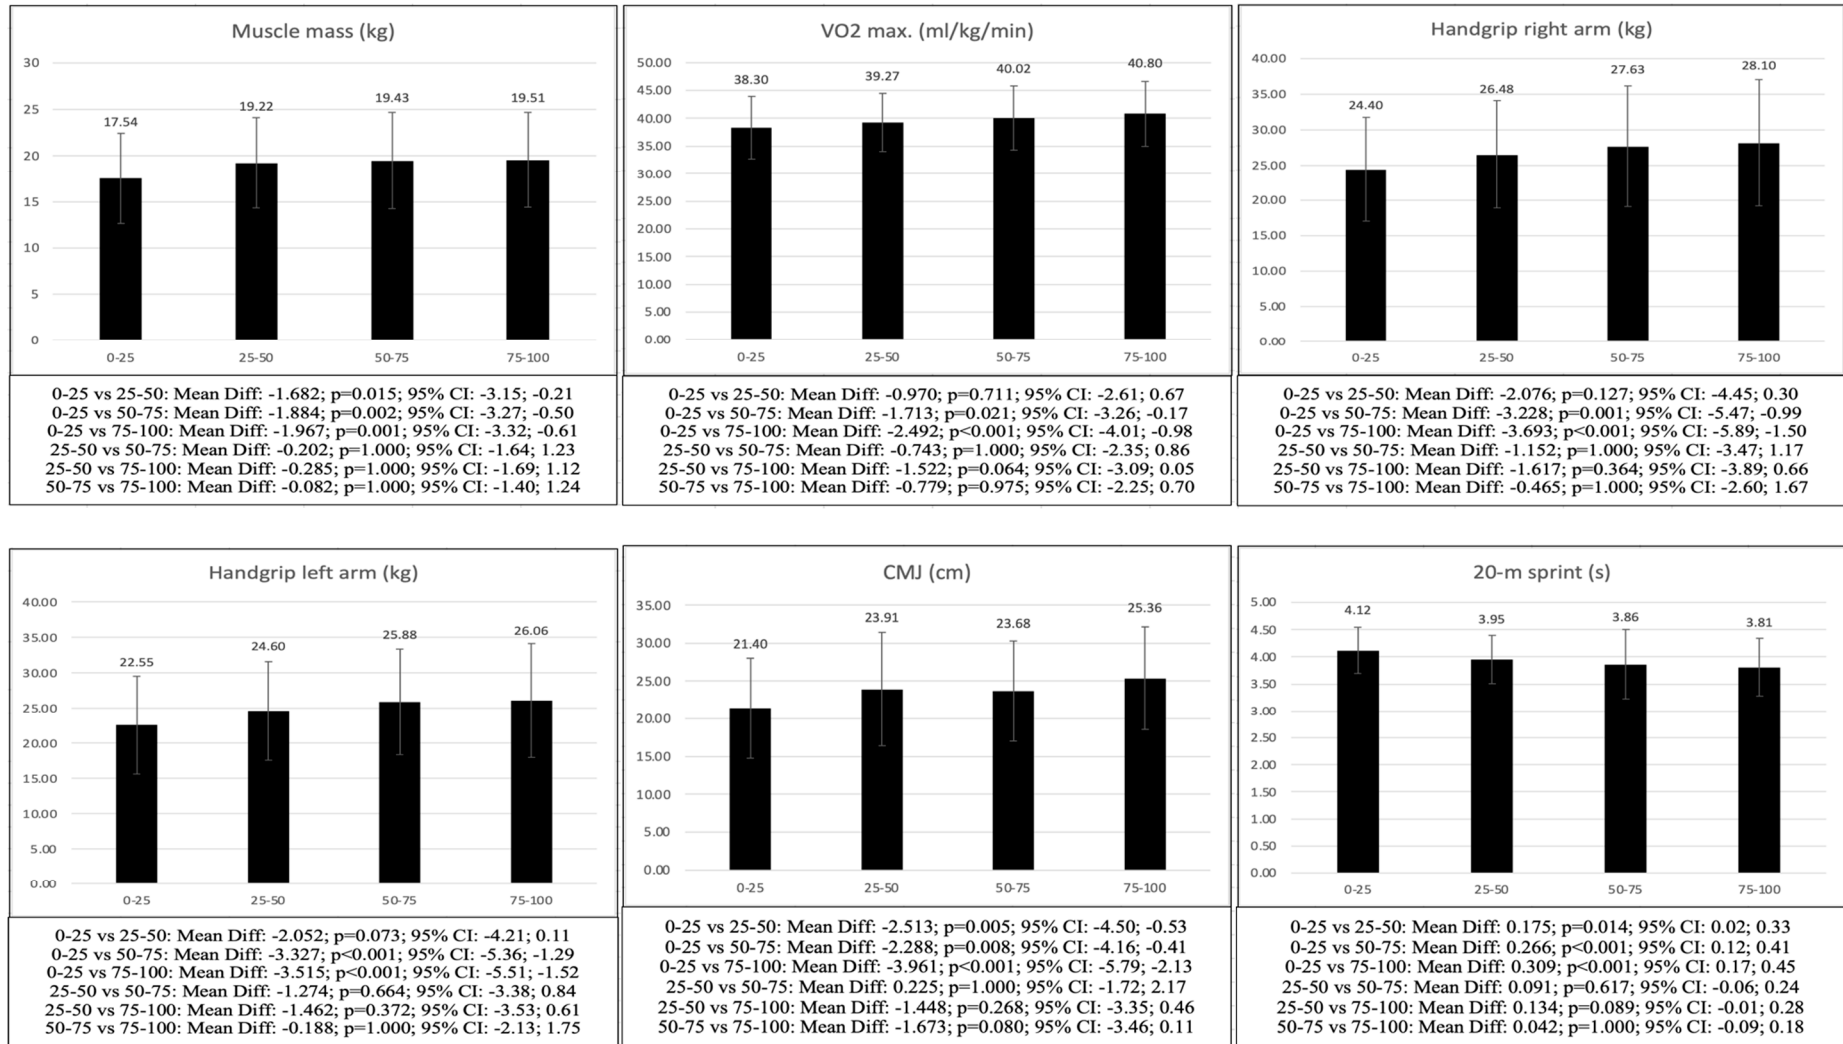 Muscle mass (kg)
30
25
20
15
10
5
0
17.54
19.22
19.43
19.51
0-25
25-50
50-75
75-100
0-25 vs 25-50: Mean Diff: -1.682; p=0.015; 95% CI: -3.15; -0.21
0-25 vs 50-75: Mean Diff: -1.884; p=0.002; 95% CI: -3.27; -0.50
0-25 vs 75-100: Mean Diff: -1.967; p=0.001; 95% CI: -3.32; -0.61
25-50 vs 50-75: Mean Diff: -0.202; p=1.000; 95% CI: -1.64; 1.23
25-50 vs 75-100: Mean Diff: -0.285; p=1.000; 95% CI: -1.69; 1.12
50-75 vs 75-100: Mean Diff: -0.082; p=1.000; 95% CI: -1.40; 1.24
VO2 max. (ml/kg/min)
50.00
45.00
40.00
35.00
30.00
25.00
20.00
15.00
10.00
5.00
0.00
38.30
39.27
40.02
40.80
0-25
25-50
50-75
75-100
0-25 vs 25-50: Mean Diff: -0.970; p=0.711; 95% CI: -2.61; 0.67
0-25 vs 50-75: Mean Diff: -1.713; p=0.021; 95% CI: -3.26; -0.17
0-25 vs 75-100: Mean Diff: -2.492; p<0.001; 95% CI: -4.01; -0.98
25-50 vs 50-75: Mean Diff: -0.743; p=1.000; 95% CI: -2.35; 0.86
25-50 vs 75-100: Mean Diff: -1.522; p=0.064; 95% CI: -3.09; 0.05
50-75 vs 75-100: Mean Diff: -0.779; p=0.975; 95% CI: -2.25; 0.70
Handgrip right arm (kg)
40.00
35.00
30.00
25.00
20.00
15.00
10.00
5.00
0.00
24.40
26.48
27.63
28.10
0-25
25-50
50-75
75-100
0-25 vs 25-50: Mean Diff: -2.076; p=0.127; 95% CI: -4.45; 0.30
0-25 vs 50-75: Mean Diff: -3.228; p=0.001; 95% CI: -5.47; -0.99
0-25 vs 75-100: Mean Diff: -3.693; p<0.001; 95% CI: -5.89; -1.50
25-50 vs 50-75: Mean Diff: -1.152; p=1.000; 95% CI: -3.47; 1.17
25-50 vs 75-100: Mean Diff: -1.617; p=0.364; 95% CI: -3.89; 0.66
50-75 vs 75-100: Mean Diff: -0.465; p=1.000; 95% CI: -2.60; 1.67
Handgrip left arm (kg)
40.00
35.00
30.00
25.00
20.00
15.00
10.00
5.00
0.00
22.55
24.60
25.88
26.06
0-25
25-50
50-75
75-100
0-25 vs 25-50: Mean Diff: -2.052; p=0.073; 95% CI: -4.21; 0.11
0-25 vs 50-75: Mean Diff: -3.327; p<0.001; 95% CI: -5.36; -1.29
0-25 vs 75-100: Mean Diff: -3.515; p<0.001; 95% CI: -5.51; -1.52
25-50 vs 50-75: Mean Diff: -1.274; p=0.664; 95% CI: -3.38; 0.84
25-50 vs 75-100: Mean Diff: -1.462; p=0.372; 95% CI: -3.53; 0.61
50-75 vs 75-100: Mean Diff: -0.188; p=1.000; 95% CI: -2.13; 1.75
CMJ (cm)
35.00
30.00
25.00
20.00
15.00
10.00
5.00
0.00
21.40
23.91
23.68
25.36
0-25
25-50
50-75
75-100
0-25 vs 25-50: Mean Diff: -2.513; p=0.005; 95% CI: -4.50; -0.53
0-25 vs 50-75: Mean Diff: -2.288; p=0.008; 95% CI: -4.16; -0.41
0-25 vs 75-100: Mean Diff: -3.961; p<0.001; 95% CI: -5.79; -2.13
25-50 vs 50-75: Mean Diff: 0.225; p=1.000; 95% CI: -1.72; 2.17
25-50 vs 75-100: Mean Diff: -1.448; p=0.268; 95% CI: -3.35; 0.46
50-75 vs 75-100: Mean Diff: -1.673; p=0.080; 95% CI: -3.46; 0.11
20-m sprint (s)
5.00
4.50
4.00
3.50
3.00
2.50
2.00
1.50
1.00
0.50
0.00
4.12
3.95
3.86
3.81
0-25
25-50
50-75
75-100
0-25 vs 25-50: Mean Diff: 0.175; p=0.014; 95% CI: 0.02; 0.33
0-25 vs 50-75: Mean Diff: 0.266; p<0.001; 95% CI: 0.12; 0.41
0-25 vs 75-100: Mean Diff: 0.309; p<0.001; 95% CI: 0.17; 0.45
25-50 vs 50-75: Mean Diff: 0.091; p=0.617; 95% CI: -0.06; 0.24
25-50 vs 75-100: Mean Diff: 0.134; p=0.089; 95% CI: -0.01; 0.28
50-75 vs 75-100: Mean Diff: 0.042; p=1.000; 95% CI: -0.09; 0.18